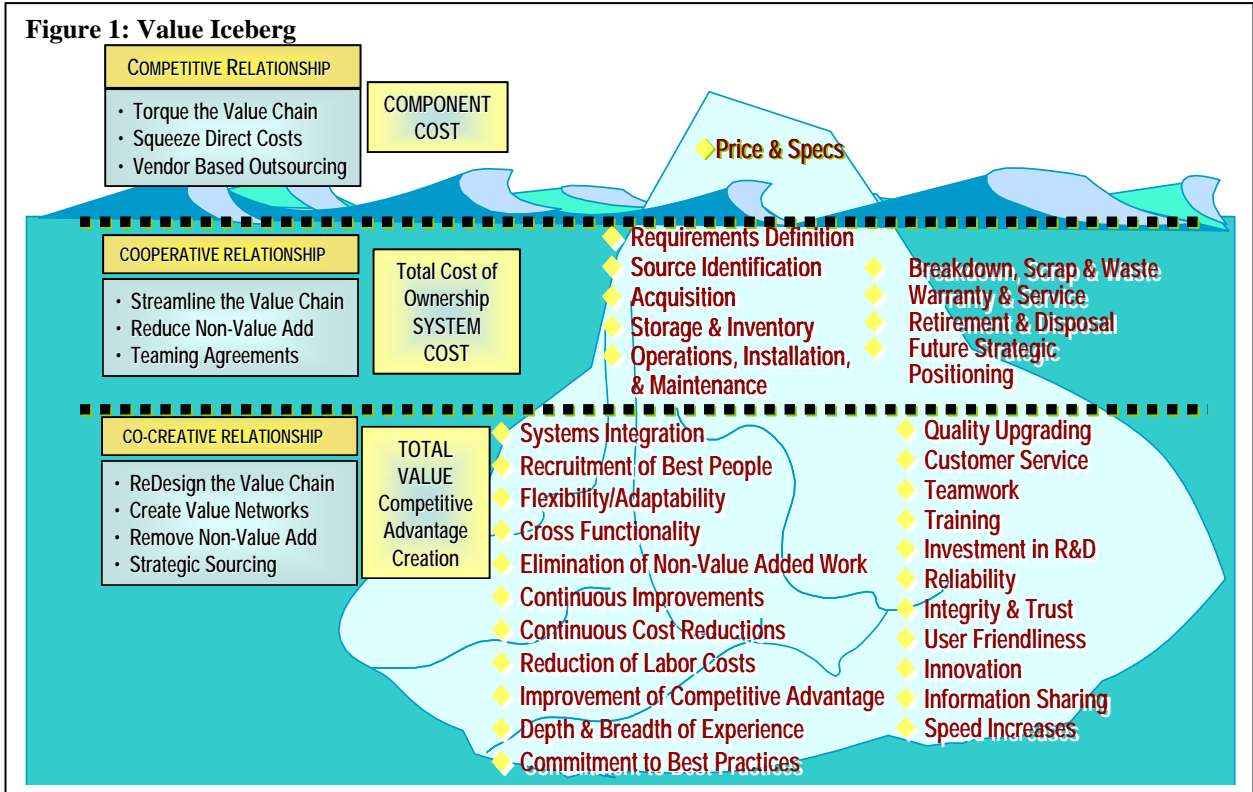 Figure 1: Value Iceberg
COMPETITIVE RELATIONSHIP
• Torque the Value Chain
• Squeeze Direct Costs
• Vendor Based Outsourcing
COMPONENT
COST
Price & Specs
COOPERATIVE RELATIONSHIP
• Streamline the Value Chain
• Reduce Non-Value Add
• Teaming Agreements
Total Cost of
Ownership
SYSTEM
COST
Requirements Definition
Source Identification
Acquisition
Storage & Inventory
Operations, Installation,
& Maintenance
Breakdown, Scrap & Waste
Warranty & Service
Retirement & Disposal
Future Strategic
Positioning
CO-CREATIVE RELATIONSHIP
• ReDesign the Value Chain
• Create Value Networks
• Remove Non-Value Add
• Strategic Sourcing
TOTAL
VALUE
Competitive
Advantage
Creation
Systems Integration
Recruitment of Best People
Flexibility/Adaptability
Cross Functionality
Elimination of Non-Value Added Work
Continuous Improvements
Continuous Cost Reductions
Reduction of Labor Costs
Improvement of Competitive Advantage
Depth & Breadth of Experience
Commitment to Best Practices
Quality Upgrading
Customer Service
Teamwork
Training
Investment in R&D
Reliability
Integrity & Trust
User Friendliness
Innovation
Information Sharing
Speed Increases